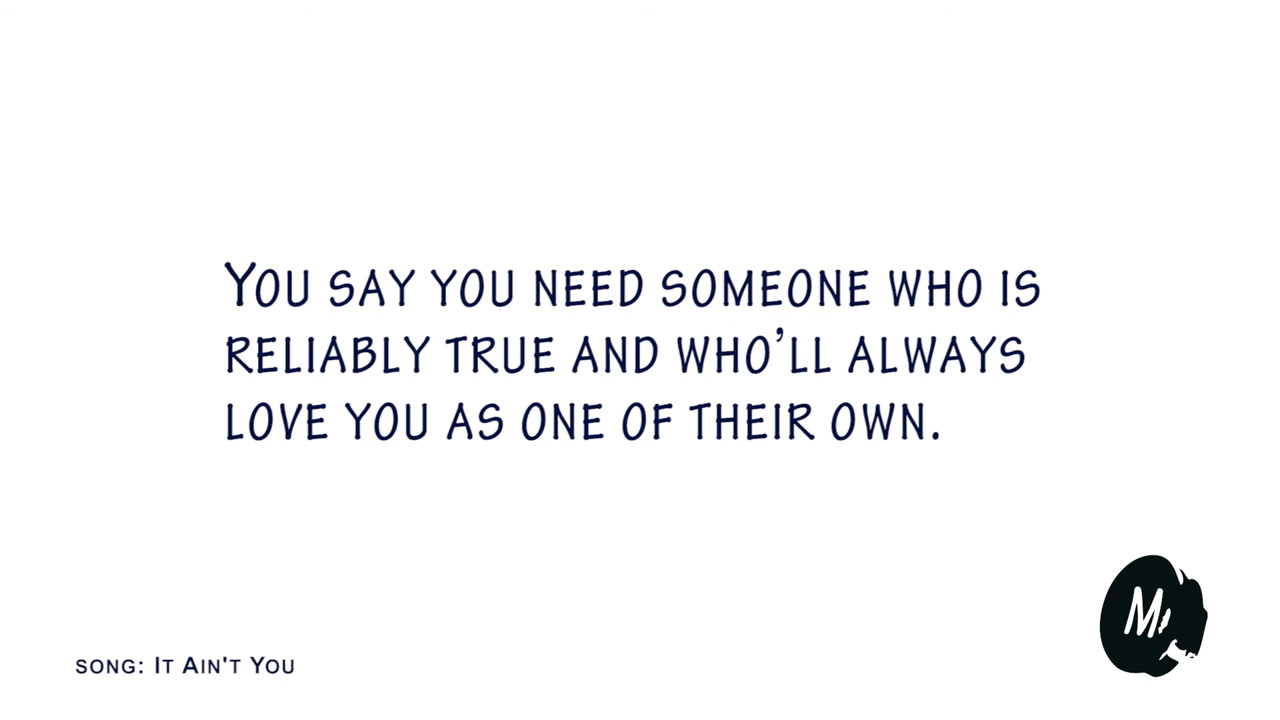 You say you need someone who is
reliably true and who’ll always
love you as one of their own.
song: It Ain't You
M